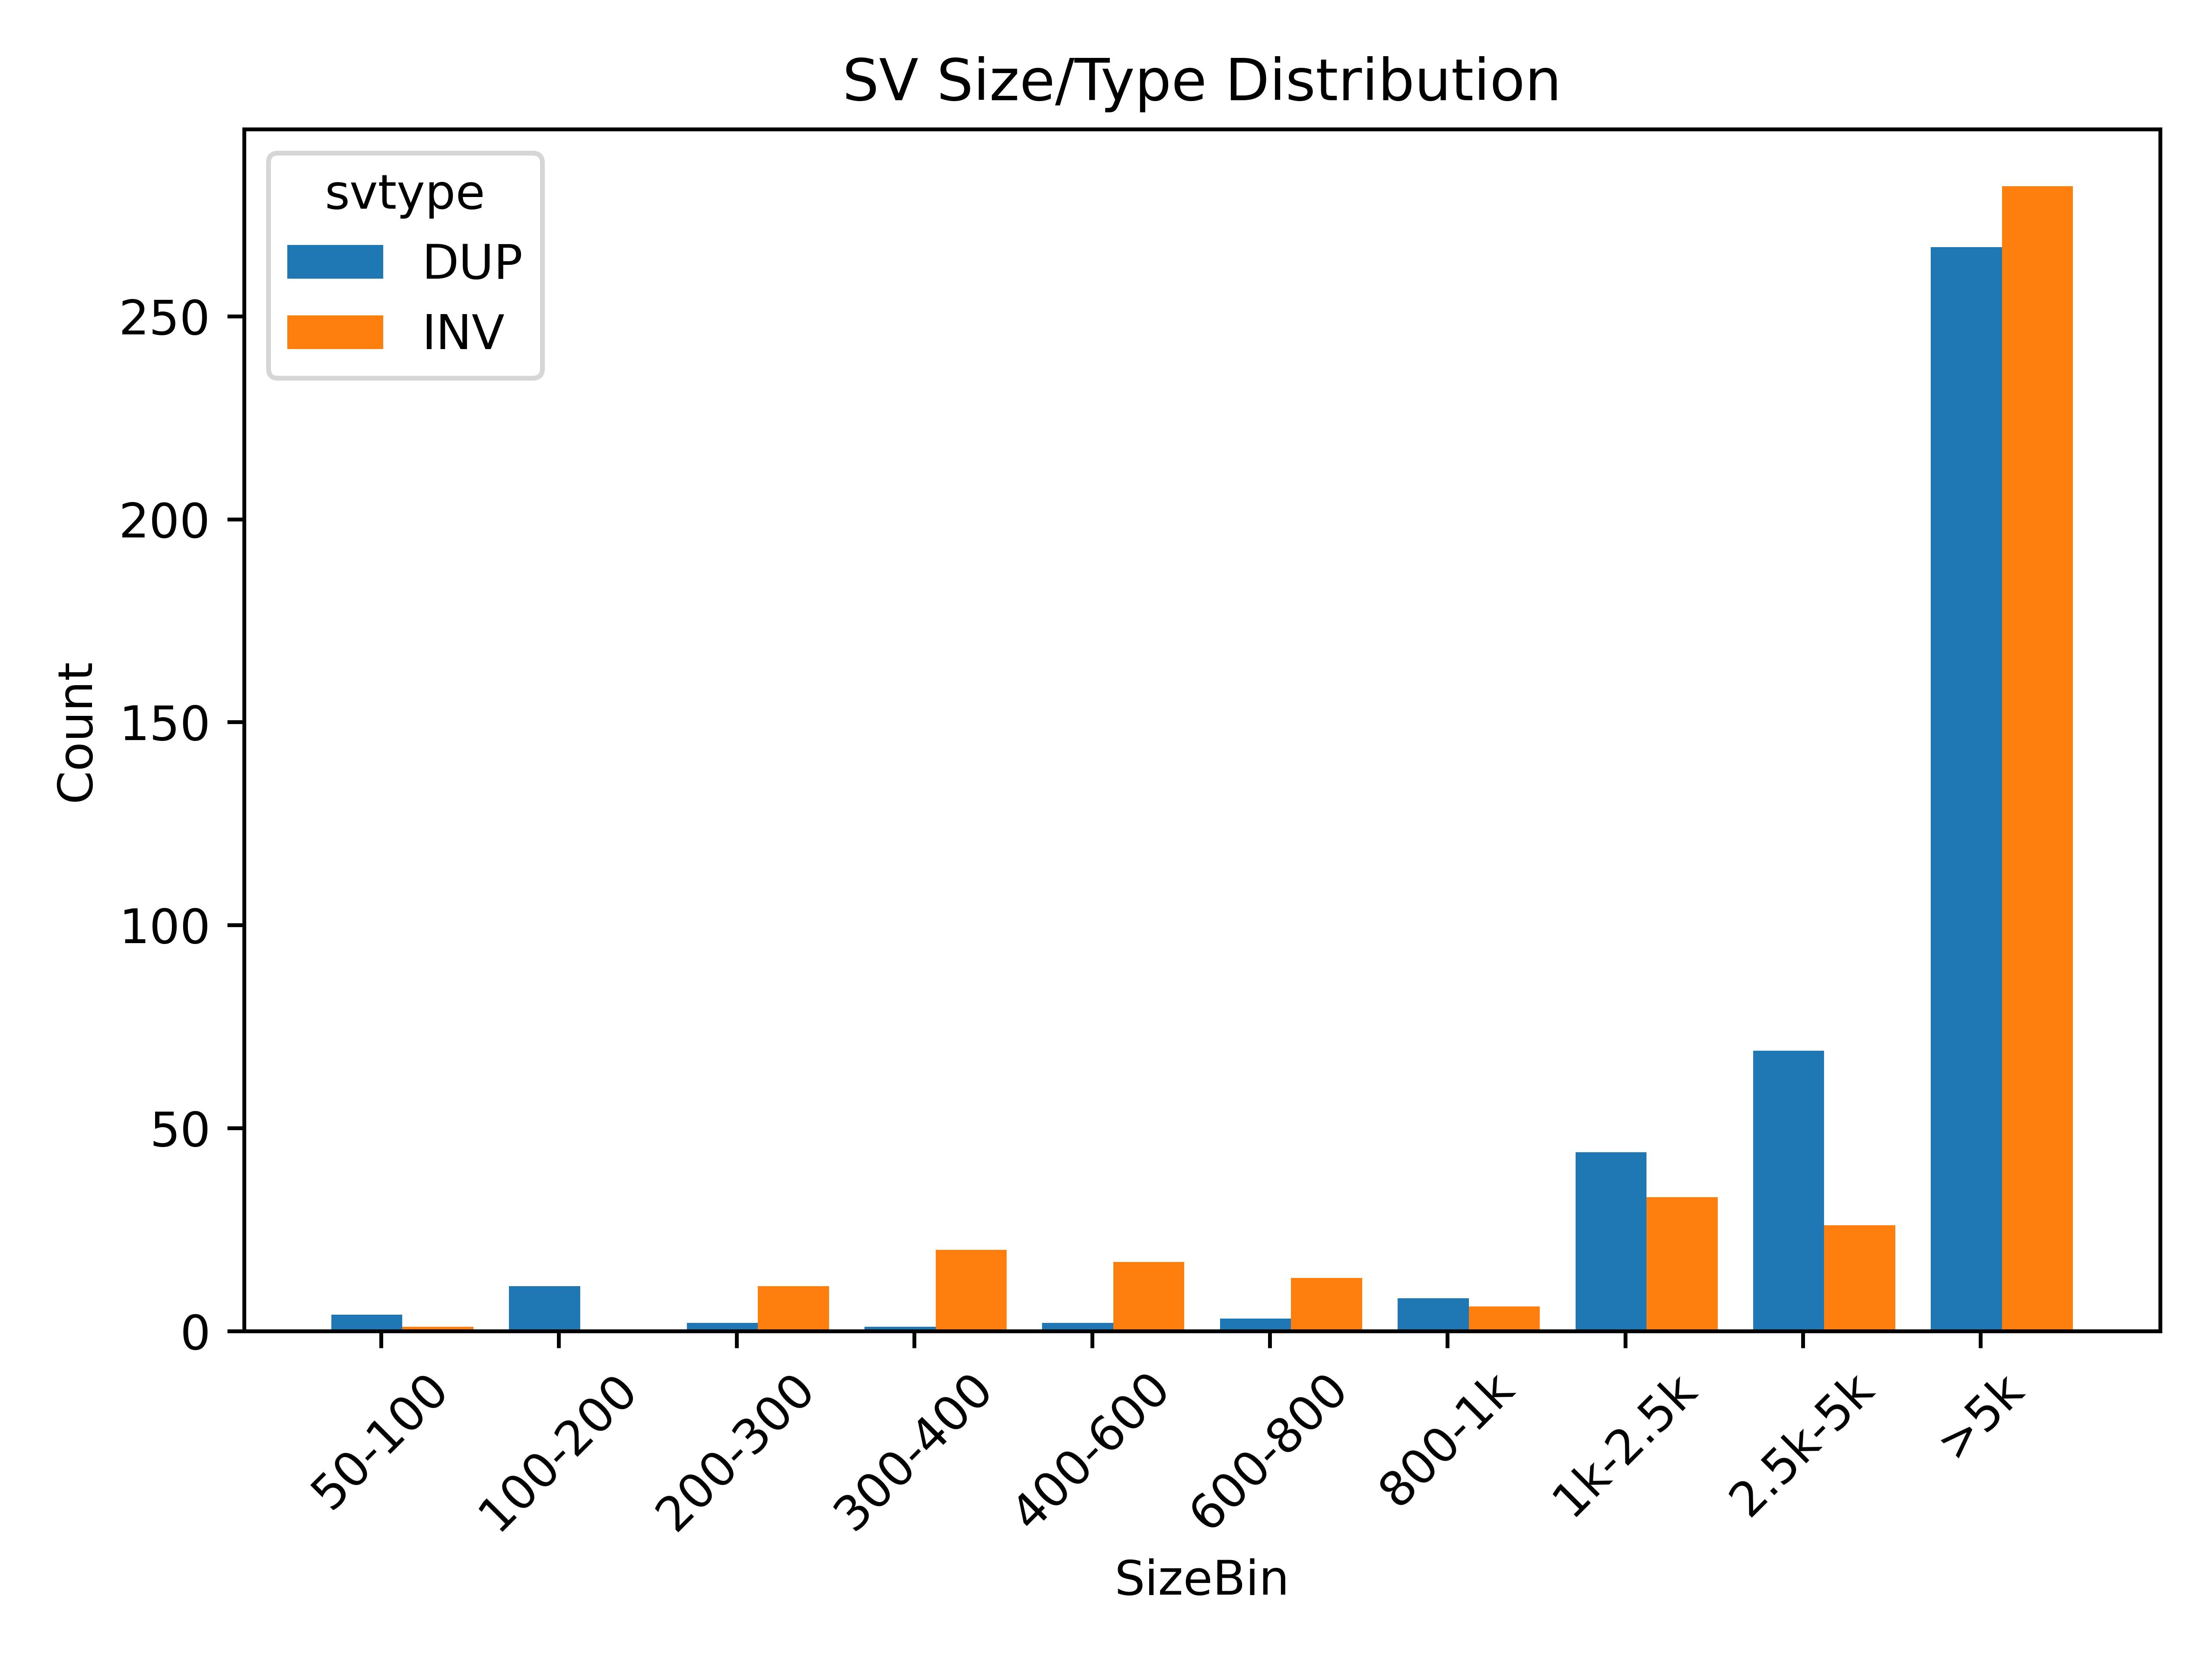 SV Size/Type Distribution
svtype
DUP
INV
Count
250
200
150
100
50
0
50-100
100-200
200-300
300-400
400-600
600-800
800-1k
1k-2.5k
2.5k-5k
>5k
SizeBin